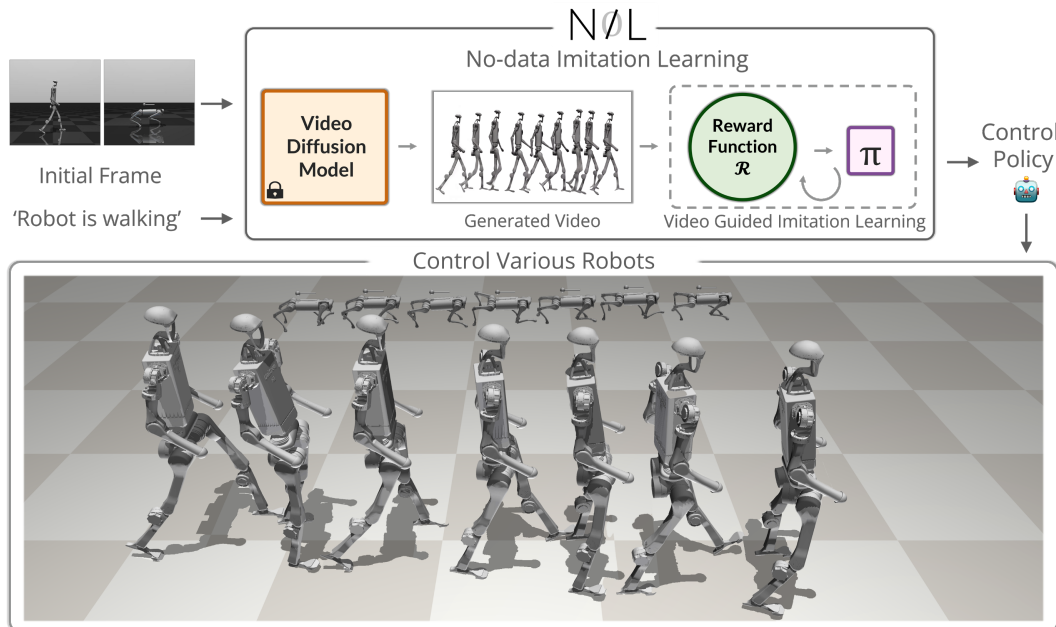 NØL
No-data Imitation Learning
Initial Frame
'Robot is walking'
Video
Diffusion
Model
Generated Video
Reward
Function
𝓡
π
Video Guided Imitation Learning
Control
Policy
Control Various Robots